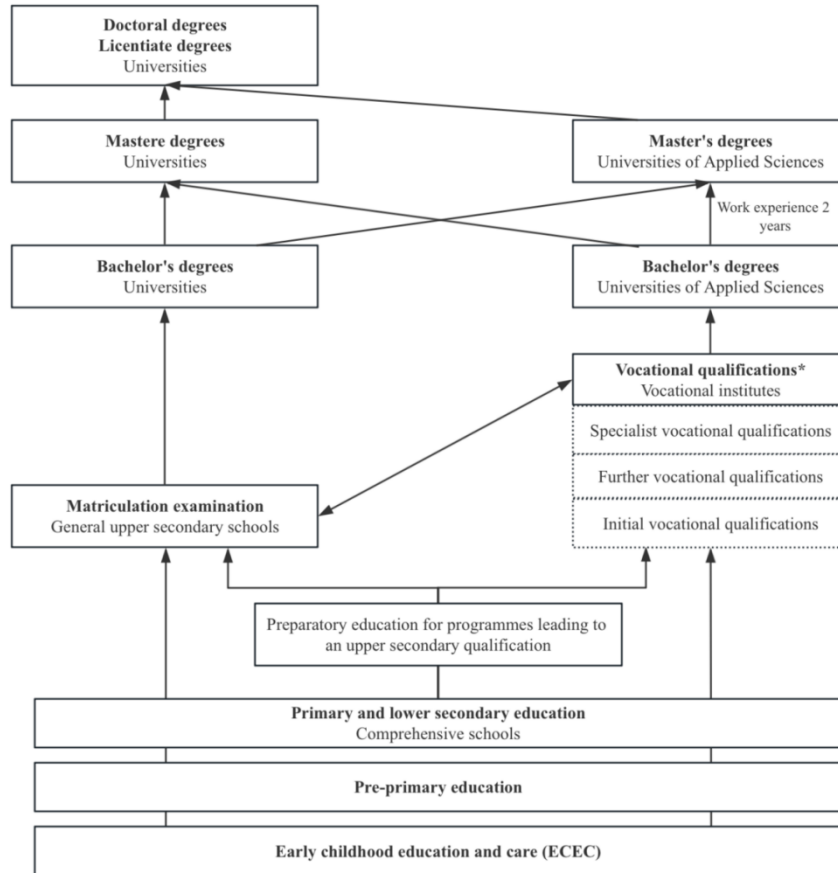 Doctoral degrees
Licentiate degrees
Universities
Mastere degrees
Universities
Master's degrees
Universities of Applied Sciences
Work experience 2
years
Bachelor's degrees
Universities
Bachelor's degrees
Universities of Applied Sciences
Vocational qualifications*
Vocational institutes
Specialist vocational qualifications
Further vocational qualifications
Initial vocational qualifications
Matriculation examination
General upper secondary schools
Preparatory education for programmes leading to
an upper secondary qualification
Primary and lower secondary education
Comprehensive schools
Pre-primary education
Early childhood education and care (ECEC)